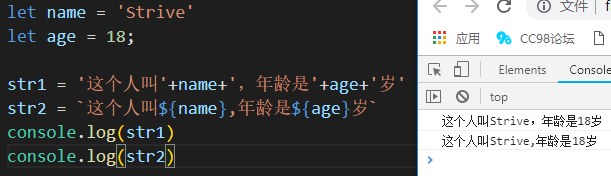 let name = 'Strive'
let age = 18;
str1 = '这个人叫'+name+'，年龄是'+age+'岁'
str2 = `这个人叫${name},年龄是${age}岁`
console.log(str1)
console.log(str2)
文件
应用 CC98论坛
Elements Console
top
这个人叫Strive，年龄是18岁
这个人叫Strive,年龄是18岁